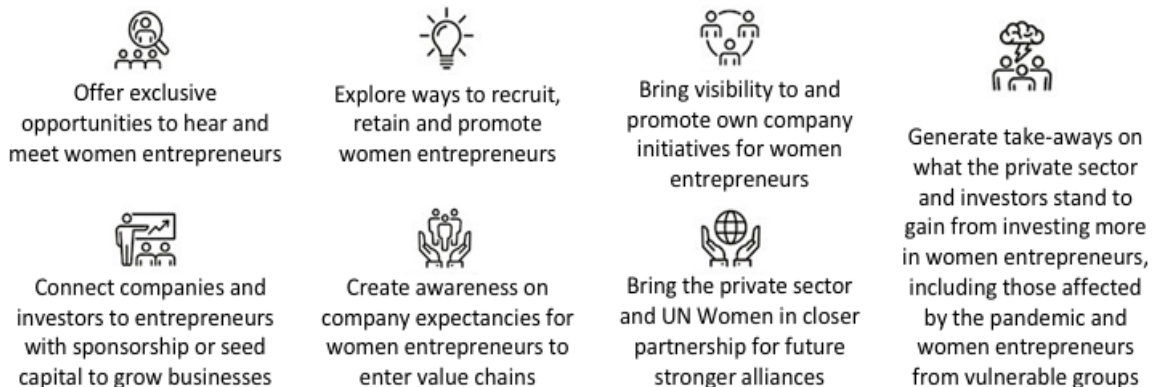 Offer exclusive
opportunities to hear and
meet women entrepreneurs
Explore ways to recruit,
retain and promote
women entrepreneurs
Bring visibility to and
promote own company
initiatives for women
entrepreneurs
Generate take-aways on
what the private sector
and investors stand to
gain from investing more
in women entrepreneurs,
including those affected
by the pandemic and
women entrepreneurs
from vulnerable groups
Connect companies and
investors to entrepreneurs
with sponsorship or seed
capital to grow businesses
Create awareness on
company expectancies for
women entrepreneurs to
enter value chains
Bring the private sector
and UN Women in closer
partnership for future
stronger alliances